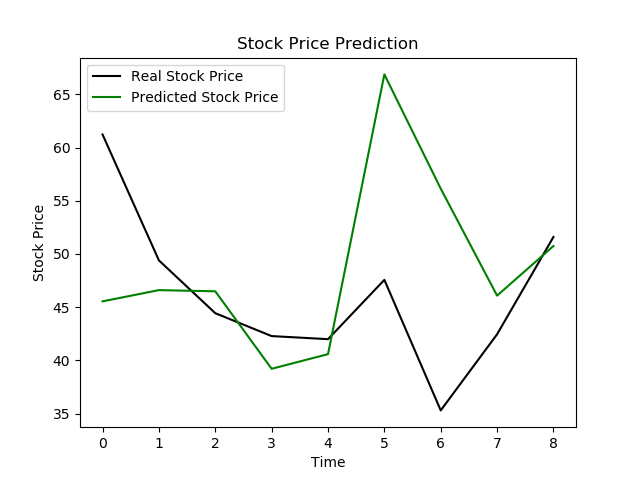 Stock Price Prediction
Real Stock Price
Predicted Stock Price
65
60
55
50
45
40
35
Stock Price
0 1 2 3 4 5 6 7 8
Time